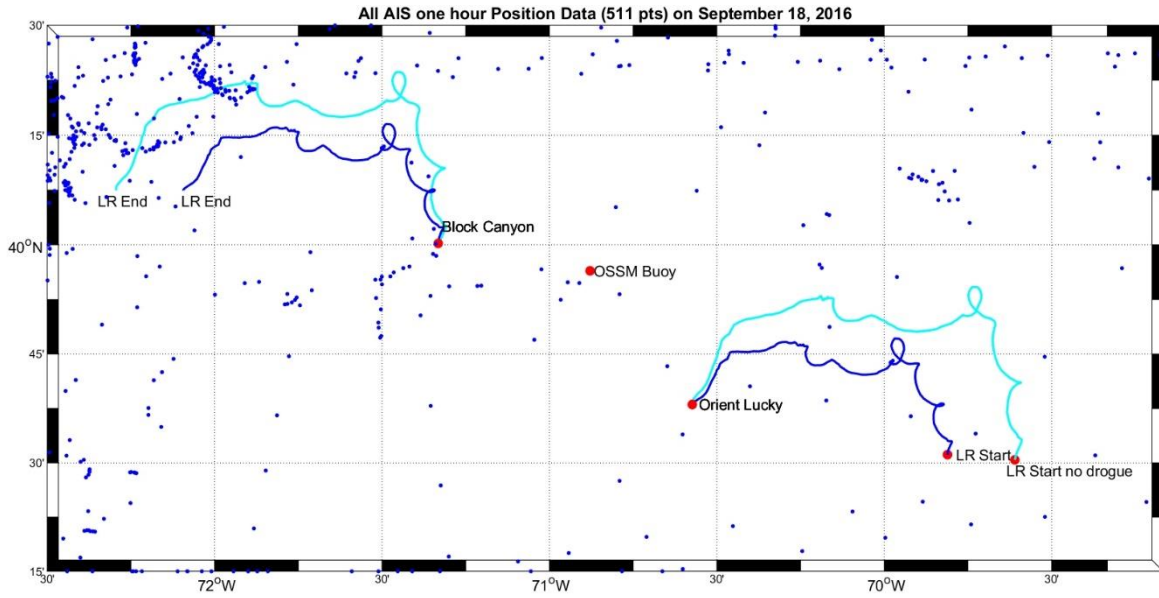 All AIS one hour Position Data (511 pts) on September 18, 2016
30'
15'
LR End
LR End
Block Canyon
40°N
OSSM Buoy
45'
Orient Lucky
30'
LR Start
LR Start no drogue
15'
30'
72°W
30'
71°W
30'
70°W
30'